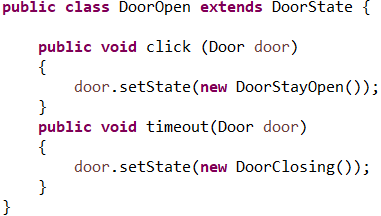 public class DoorOpen extends DoorState {
    public void click (Door door)
    {
        door.setState(new DoorStayOpen());
    }
    public void timeout(Door door)
    {
        door.setState(new DoorClosing());
    }
}